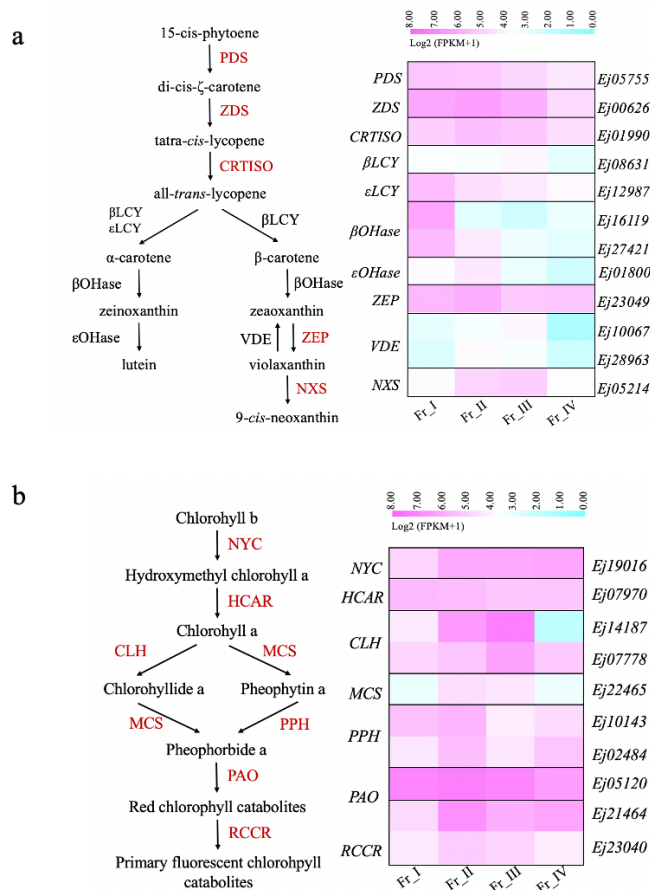 a
15-cis-phytoene
PDS
di-cis-ζ-carotene
ZDS
tatra-cis-lycopene
CRTISO
all-trans-lycopene
βLCY
εLCY
βLCY
α-carotene
β-carotene
βOHase
βOHase
zeinoxanthin
zeaoxanthin
εOHase
VDE
ZEP
lutein
violaxanthin
NXS
9-cis-neoxanthin
8.00 7.00 6.00 5.00 4.00 3.00 2.00 1.00 0.00
Log2 (FPKM+1)
PDS Ej05755
ZDS Ej00626
CRTISO Ej01990
βLCY Ej08631
εLCY Ej12987
βOHase Ej16119
Ej27421
εOHase Ej01800
ZEP Ej23049
VDE Ej10067
Ej28963
NXS Ej05214
Fr_I Fr_II Fr_III Fr_IV
b
Chlorohyll b
NYC
Hydroxymethyl chlorohyll a
HCAR
Chlorohyll a
CLH MCS
Chlorohyllide a Pheophytin a
MCS PPH
Pheophorbide a
PAO
Red chlorophyll catabolites
RCCR
Primary fluorescent chlorohpyll
catabolites
8.00 7.00 6.00 5.00 4.00 3.00 2.00 1.00 0.00
Log2 (FPKM+1)
NYC Ej19016
HCAR Ej07970
CLH Ej14187
Ej07778
MCS Ej22465
PPH Ej10143
Ej02484
PAO Ej05120
Ej21464
RCCR Ej23040
Fr_I Fr_II Fr_III Fr_IV